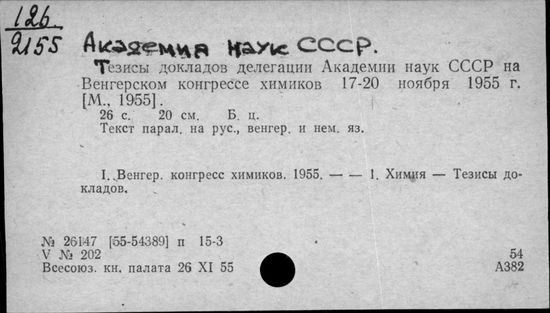 126.
2155
Академия наук СССР.
Тезисы докладов делегации Академии наук СССР на
Венгерском конгрессе химиков 17-20 ноября 1955 г.
[М., 1955].
26 с. 20 см. Б. ц.
Текст парал. на рус., венгер. и нем. яз.
I. Венгер. конгресс химиков. 1955. — — 1. Химия — Тезисы до-
кладов.
№ 26147 [55-54389] п 15-3
V № 202
54
Всесоюз. кн. палата 26 XI 55
А382